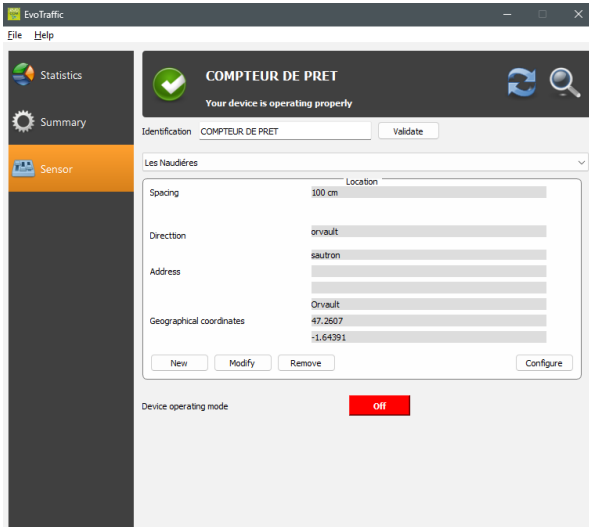 EvoTraffic
File Help
Statistics
Summary
Sensor
COMPTEUR DE PRET
Your device is operating properly
Identification COMPTEUR DE PRET Validate
Les Naudiéres
Location
Spacing 100 cm
Directtion orvault
sautron
Address
Orvault
Geographical coordinates 47.2607
-1.64391
New Modify Remove Configure
Device operating mode Off